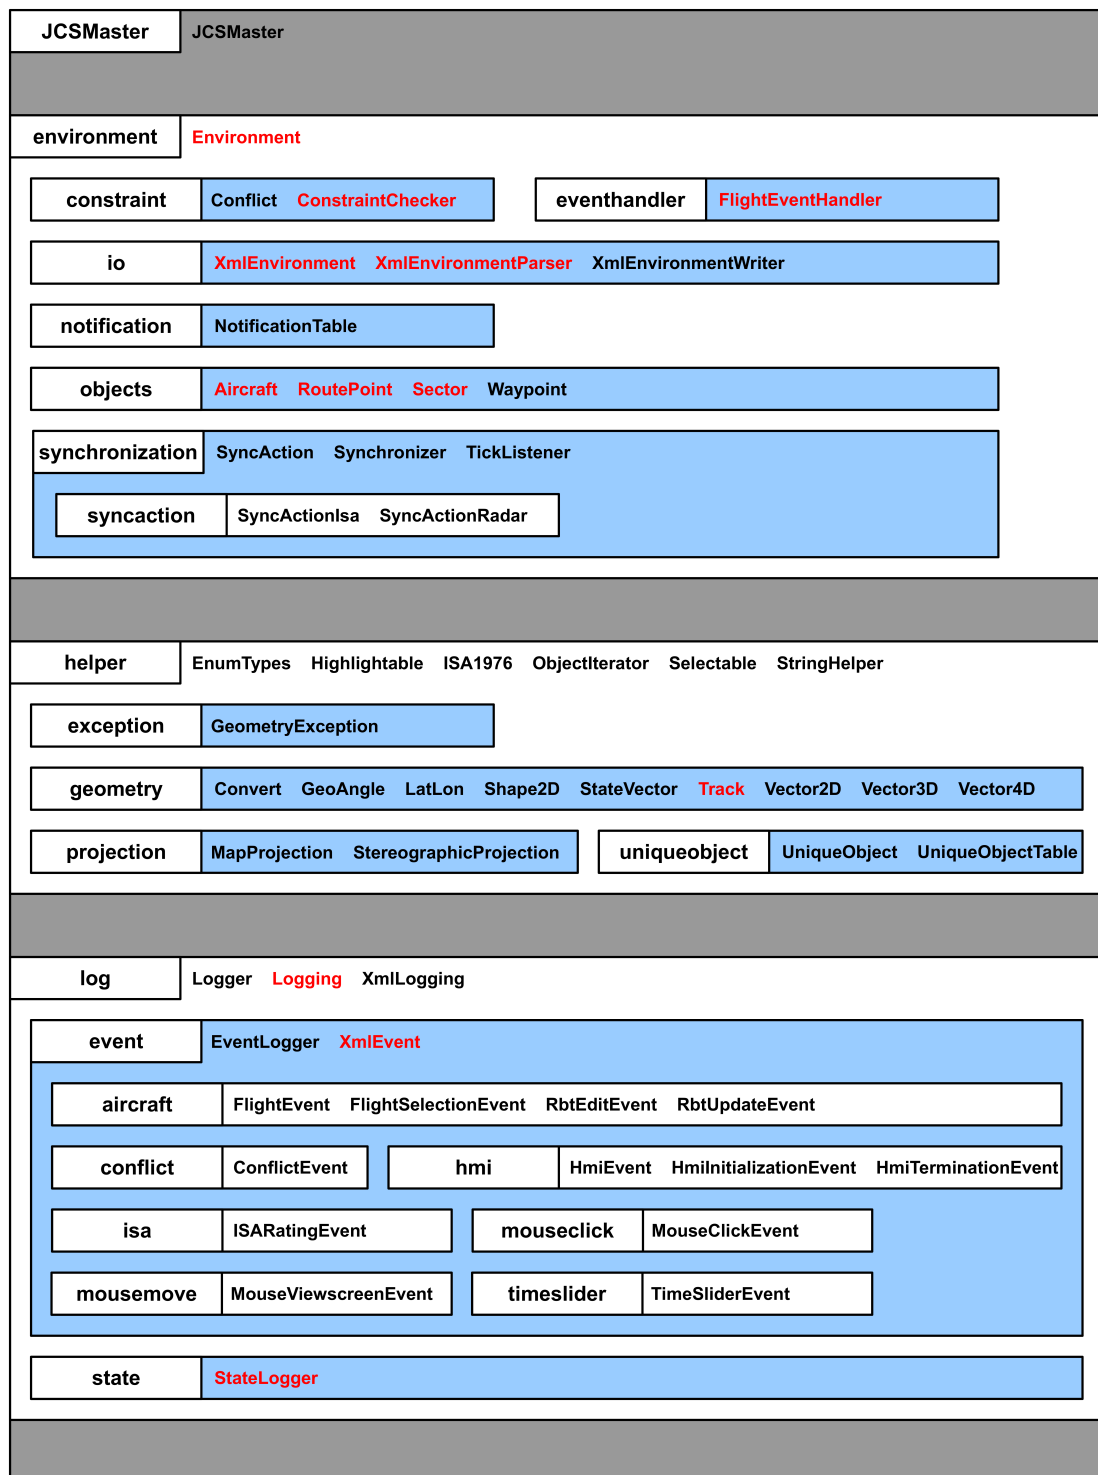 JCSMaster JCSMaster
environment Environment
constraint Conflict ConstraintChecker eventhandler FlightEventHandler
io XmlEnvironment XmlEnvironmentParser XmlEnvironmentWriter
notification NotificationTable
objects Aircraft RoutePoint Sector Waypoint
synchronization SyncAction Synchronizer TickListener
syncaction SyncActionIsa SyncActionRadar
helper EnumTypes Highlightable ISA1976 ObjectIterator Selectable StringHelper
exception GeometryException
geometry Convert GeoAngle LatLon Shape2D StateVector Track Vector2D Vector3D Vector4D
projection MapProjection StereographicProjection uniqueobject UniqueObject UniqueObjectTable
log Logger Logging XmlLogging
event EventLogger XmlEvent
aircraft FlightEvent FlightSelectionEvent RbtEditEvent RbtUpdateEvent
conflict ConflictEvent hmi HmiEvent HmiInitializationEvent HmiTerminationEvent
isa ISARatingEvent mouseclick MouseClickEvent
mousemove MouseViewscreenEvent timeslider TimeSliderEvent
state StateLogger